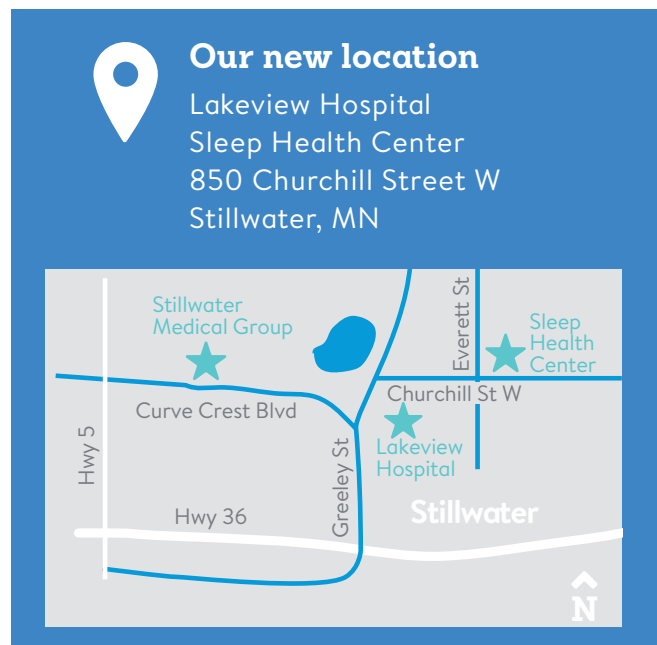 Our new location
Lakeview Hospital
Sleep Health Center
850 Churchill Street W
Stillwater, MN
Stillwater
Medical Group
Everett St
Sleep
Health
Center
Churchill St W
Curve Crest Blvd
Hwy 5
Greeley St
Lakeview
Hospital
Hwy 36
Stillwater
N